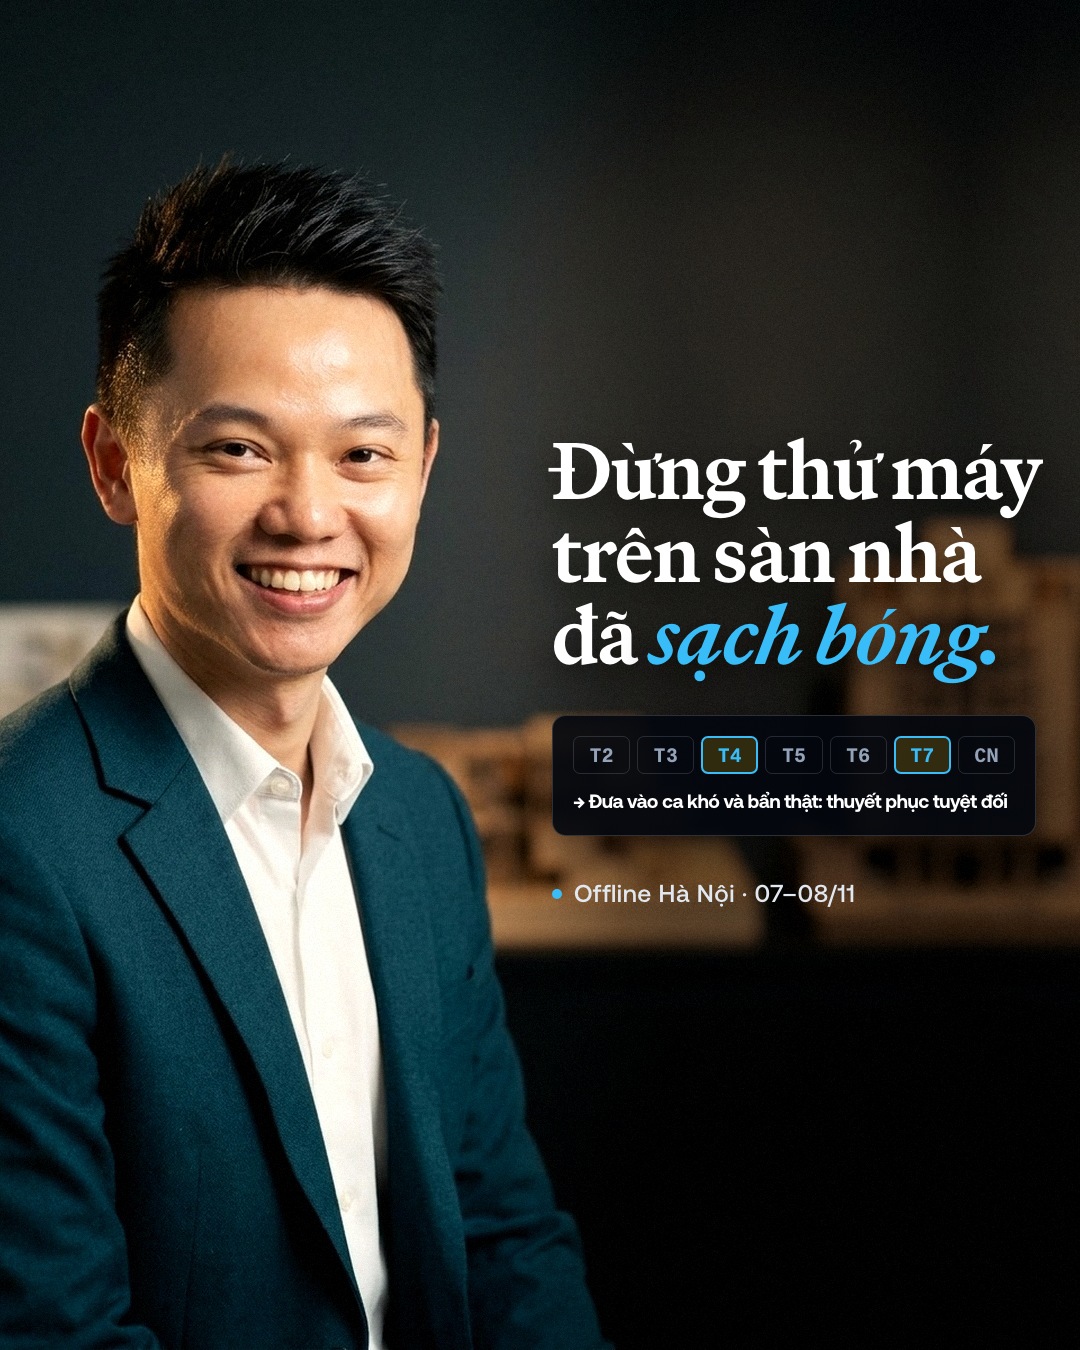 Đừng thử máy
trên sàn nhà
đã sạch bóng.
T2 T3 T4 T5 T6 T7 CN
→ Đưa vào ca khó và bẩn thật: thuyết phục tuyệt đối
• Offline Hà Nội · 07–08/11